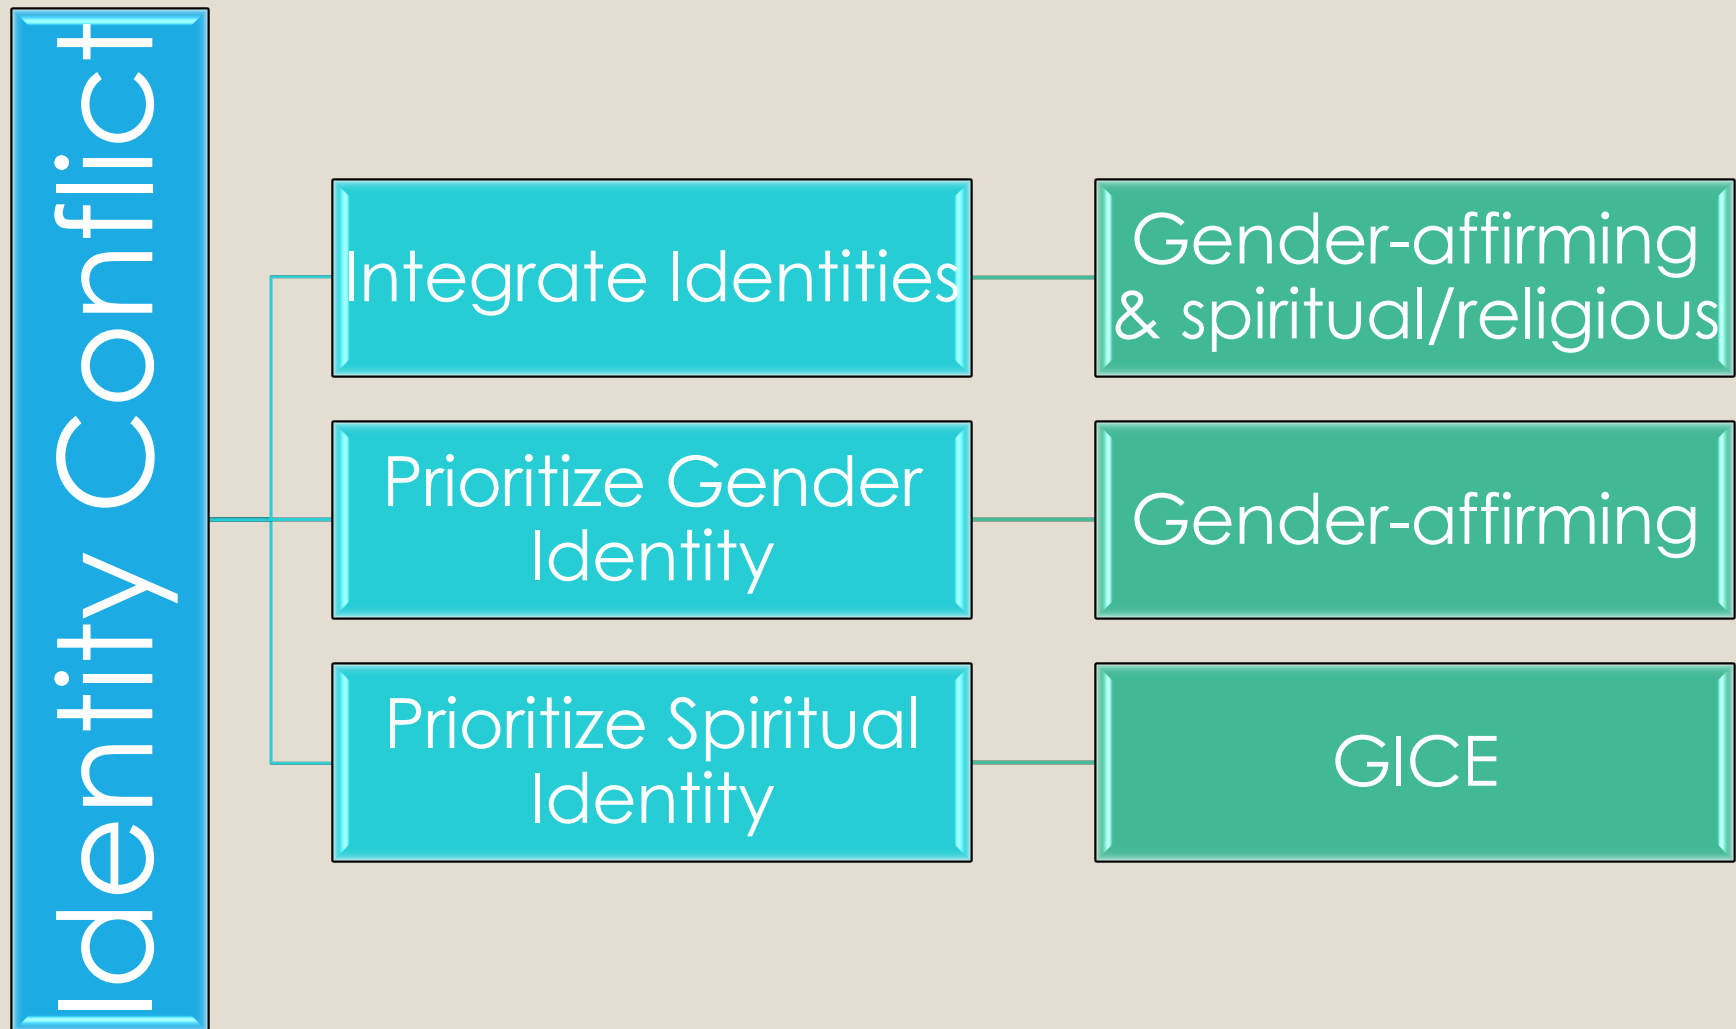 Identity Conflict
Integrate Identities
Gender-affirming
& spiritual/religious
Prioritize Gender
Identity
Gender-affirming
Prioritize Spiritual
Identity
GICE